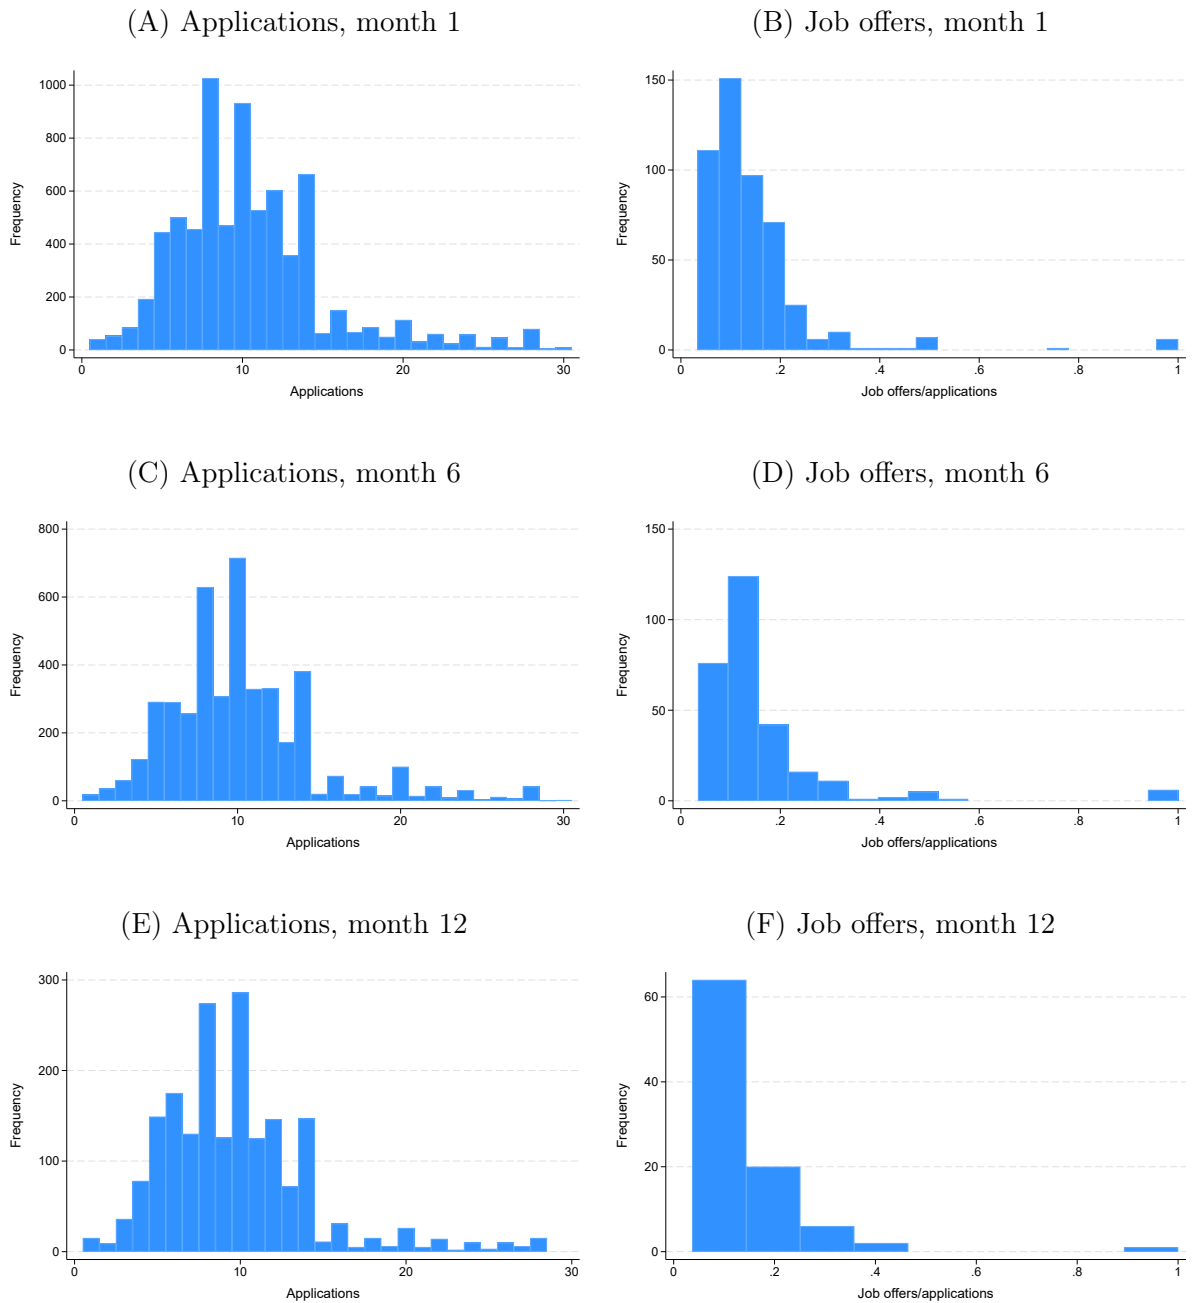 (A) Applications, month 1
1000
800
600
400
200
0
Frequency
0 10 20 30
Applications
(B) Job offers, month 1
150
100
50
0
Frequency
0 .2 .4 .6 .8 1
Job offers/applications
(C) Applications, month 6
800
600
400
200
0
Frequency
0 10 20 30
Applications
(D) Job offers, month 6
150
100
50
0
Frequency
0 .2 .4 .6 .8 1
Job offers/applications
(E) Applications, month 12
300
200
100
0
Frequency
0 10 20 30
Applications
(F) Job offers, month 12
60
40
20
0
Frequency
0 .2 .4 .6 .8 1
Job offers/applications